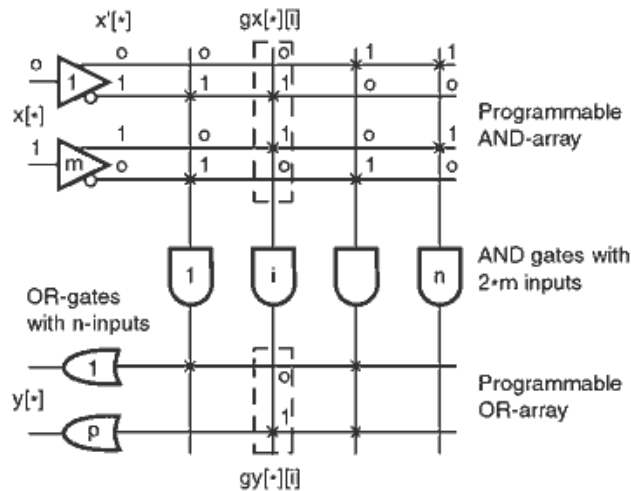 x'[*] gx[*][i]
o o o 1 1
o 1 1 1 1 o o
x[*]
1 m 1 o 1 o 1
o 1 o 1 o
Programmable
AND-array
1 i n
AND gates with
2*m inputs
OR-gates
with n-inputs
1
o
y[*]
p 1
Programmable
OR-array
gy[*][i]